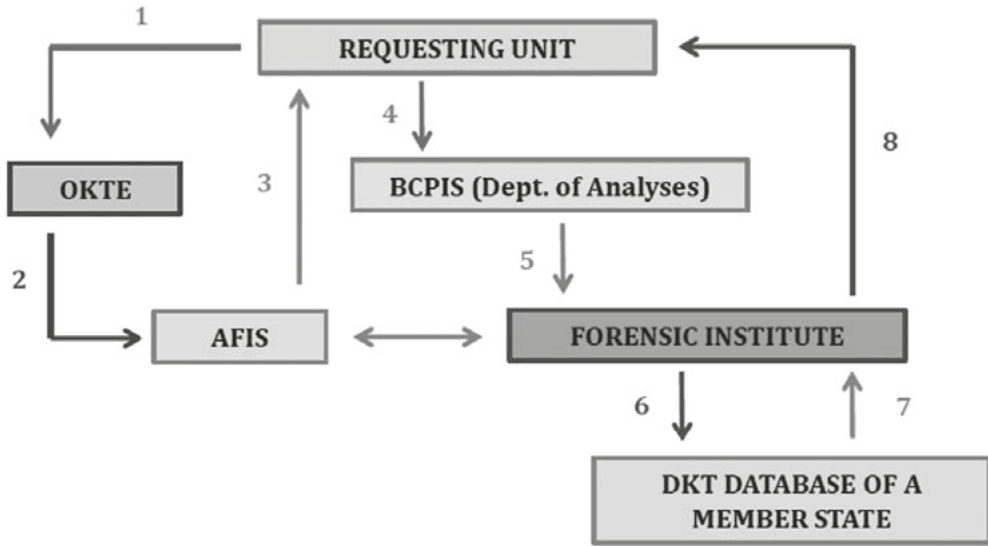 1
REQUESTING UNIT
4
8
3
BCPIS (Dept. of Analyses)
OKTE
5
2
AFIS
FORENSIC INSTITUTE
6
7
DKT DATABASE OF A
MEMBER STATE